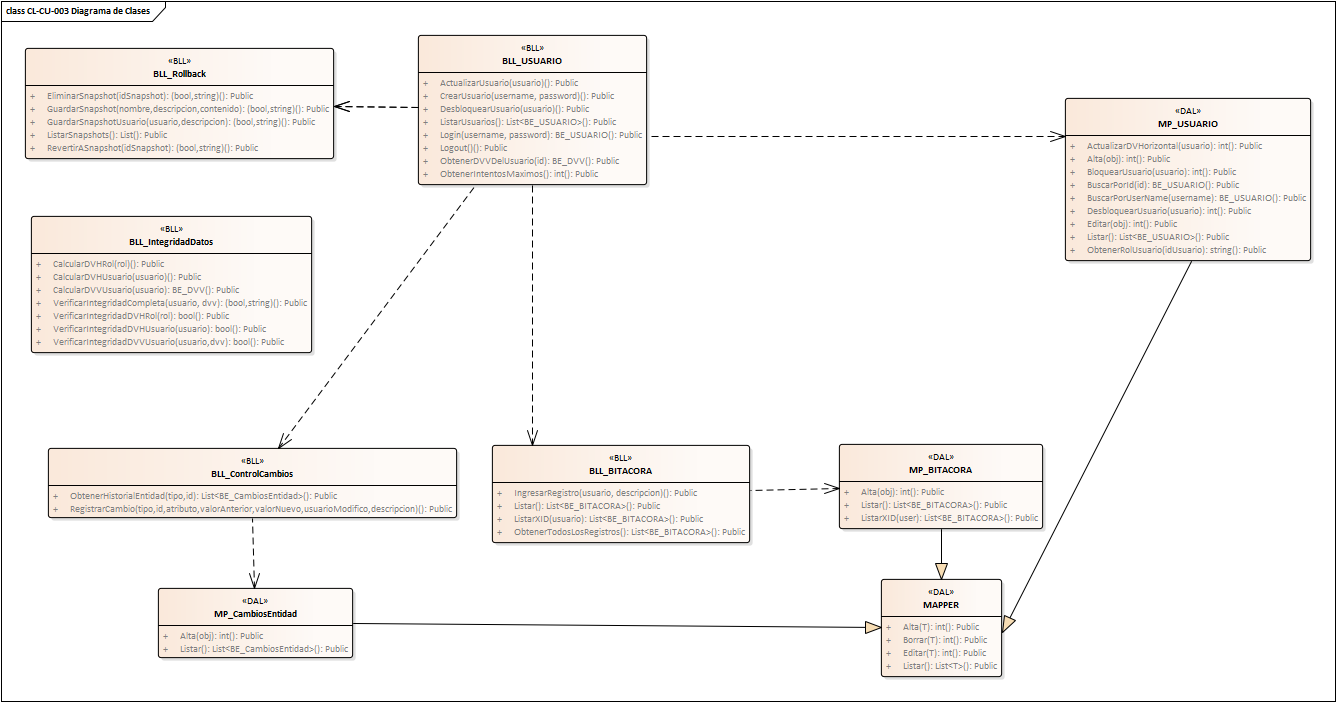 class CL-CU-003 Diagrama de Clases
«BLL»
BLL_Rollback
+ EliminarSnapshot(idSnapshot): (bool,string)(): Public
+ GuardarSnapshot(nombre,descripcion,contenido): (bool,string)(): Public
+ GuardarSnapshotUsuario(usuario,descripcion): (bool,string)(): Public
+ ListarSnapshots(): List(): Public
+ RevertirASnapshot(idSnapshot): (bool,string)(): Public
«BLL»
BLL_USUARIO
+ ActualizarUsuario(usuario)(): Public
+ CrearUsuario(username, password)(): Public
+ DesbloquearUsuario(usuario)(): Public
+ ListarUsuarios(): List<BE_USUARIO>(): Public
+ Login(username, password): BE_USUARIO(): Public
+ Logout()(): Public
+ ObtenerDVVDelUsuario(id): BE_DVV(): Public
+ ObtenerIntentosMaximos(): int(): Public
«DAL»
MP_USUARIO
+ ActualizarDVHorizontal(usuario): int(): Public
+ Alta(obj): int(): Public
+ BloquearUsuario(usuario): int(): Public
+ BuscarPorId(id): BE_USUARIO(): Public
+ BuscarPorUserName(username): BE_USUARIO(): Public
+ DesbloquearUsuario(usuario): int(): Public
+ Editar(obj): int(): Public
+ Listar(): List<BE_USUARIO>(): Public
+ ObtenerRolUsuario(idUsuario): string(): Public
«BLL»
BLL_IntegridadDatos
+ CalcularDVHRol(rol)(): Public
+ CalcularDVHUsuario(usuario)(): Public
+ CalcularDVVUsuario(usuario): BE_DVV(): Public
+ VerificarIntegridadCompleta(usuario, dvv): (bool,string)(): Public
+ VerificarIntegridadDVHRol(rol): bool(): Public
+ VerificarIntegridadDVHUsuario(usuario): bool(): Public
+ VerificarIntegridadDVVUsuario(usuario,dvv): bool(): Public
«BLL»
BLL_ControlCambios
+ ObtenerHistorialEntidad(tipo,id): List<BE_CambiosEntidad>(): Public
+ RegistrarCambio(tipo,id,atributo,valorAnterior,valorNuevo,usuarioModifico,descripcion)(): Public
«BLL»
BLL_BITACORA
+ IngresarRegistro(usuario, descripcion)(): Public
+ Listar(): List<BE_BITACORA>(): Public
+ ListarXID(usuario): List<BE_BITACORA>(): Public
+ ObtenerTodosLosRegistros(): List<BE_BITACORA>(): Public
«DAL»
MP_BITACORA
+ Alta(obj): int(): Public
+ Listar(): List<BE_BITACORA>(): Public
+ ListarXID(user): List<BE_BITACORA>(): Public
«DAL»
MP_CambiosEntidad
+ Alta(obj): int(): Public
+ Listar(): List<BE_CambiosEntidad>(): Public
«DAL»
MAPPER
+ Alta(T): int(): Public
+ Borrar(T): int(): Public
+ Editar(T): int(): Public
+ Listar(): List<T>(): Public